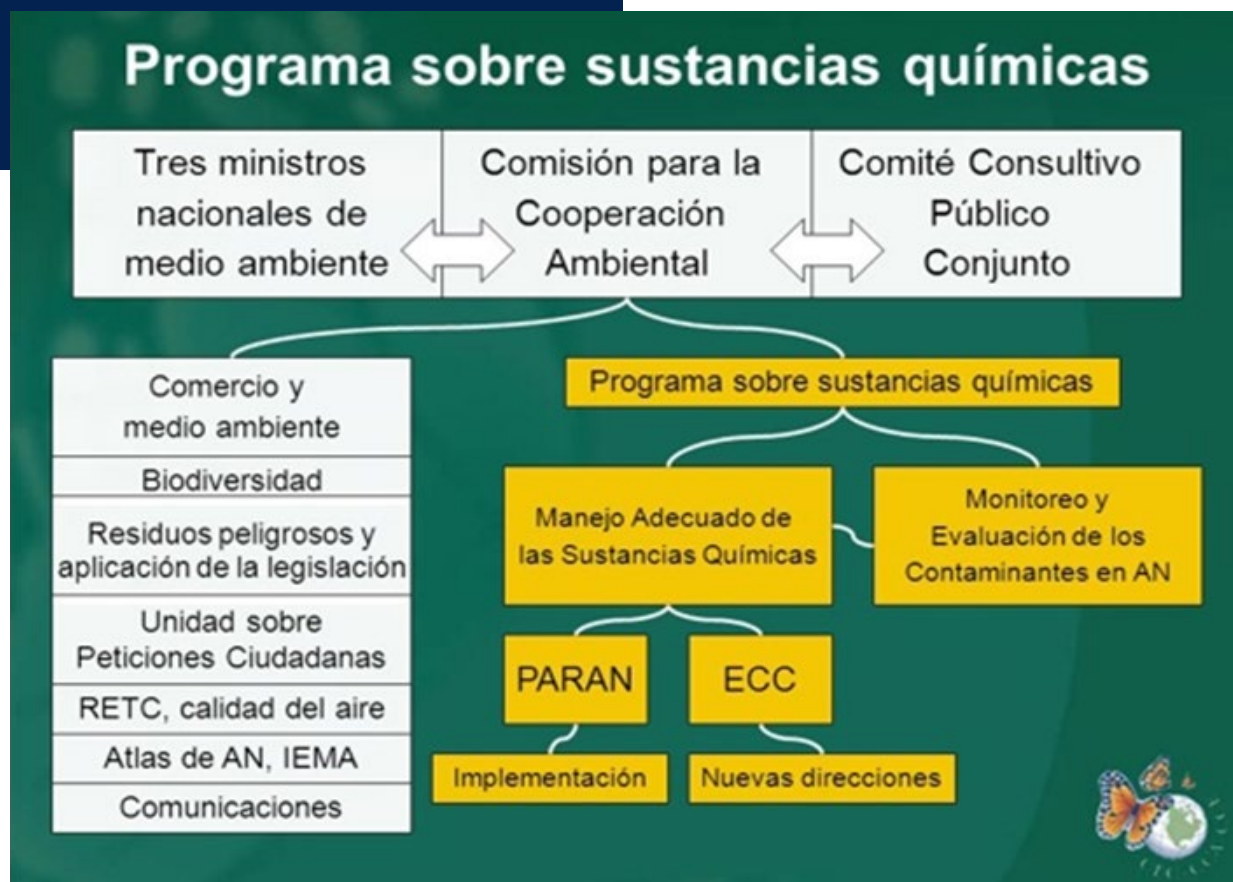 Programa sobre sustancias químicas
Tres ministros
nacionales de
medio ambiente
Comisión para la
Cooperación
Ambiental
Comité Consultivo
Público
Conjunto
Comercio y
medio ambiente
Biodiversidad
Residuos peligrosos y
aplicación de la legislación
Unidad sobre
Peticiones Ciudadanas
RETC, calidad del aire
Atlas de AN, IEMA
Comunicaciones
Programa sobre sustancias químicas
Manejo Adecuado de
las Sustancias Químicas
Monitoreo y
Evaluación de los
Contaminantes en AN
PARAN
ECC
Implementación
Nuevas direcciones